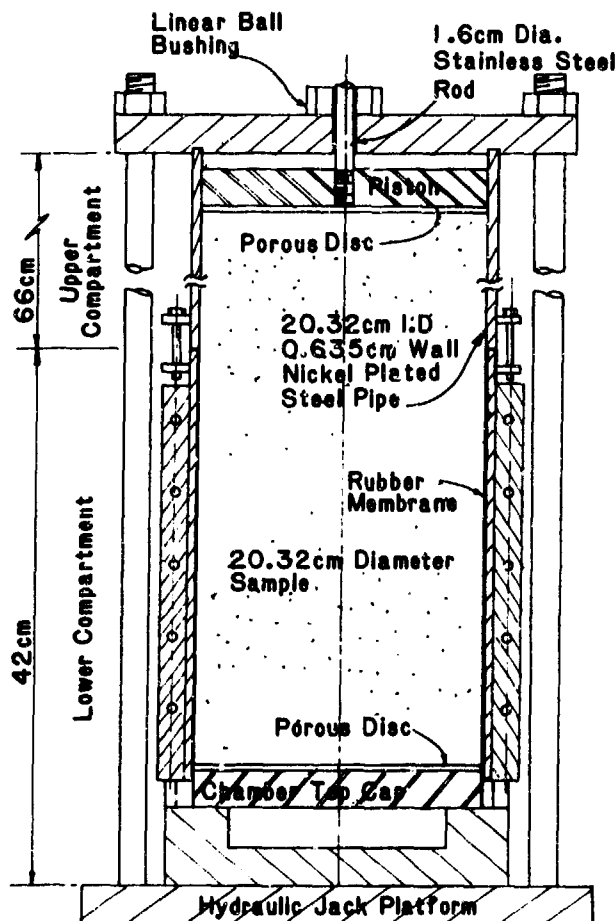 Linear Ball
Bushing
1.6cm Dia.
Stainless Steel
Rod
Piston
Porous Disc
66cm
Upper
Compartment
20.32cm I.D
0.635cm Wall
Nickel Plated
Steel Pipe
Rubber
Membrane
20.32cm Diameter
Sample
42cm
Lower Compartment
Porous Disc
Chamber Top Cap
Hydraulic Jack Platform